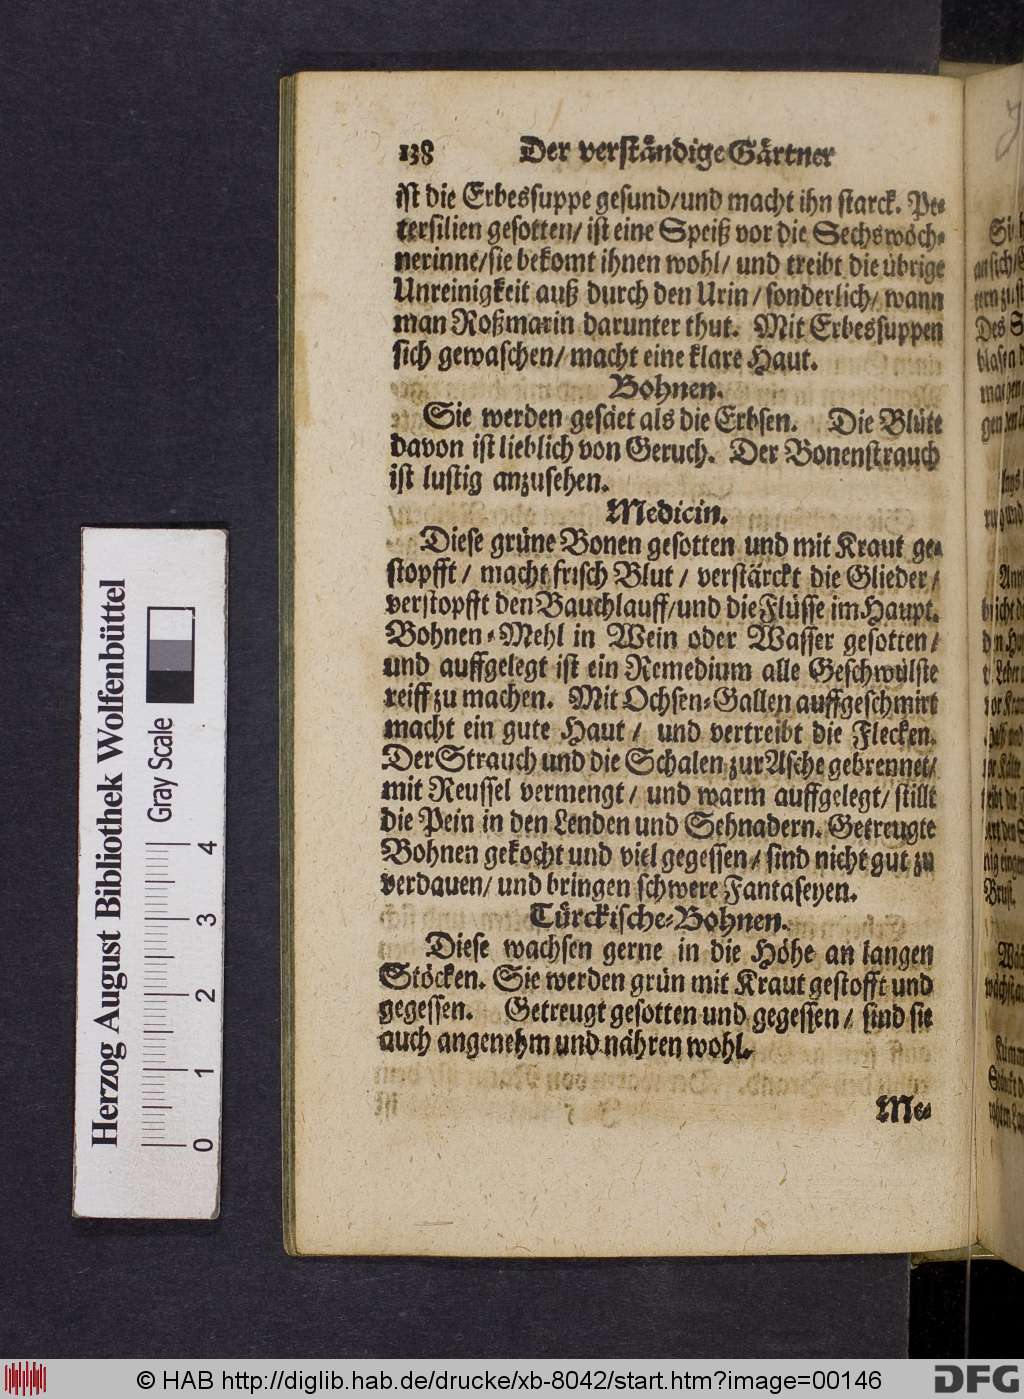 138 Der verständige Gärtner
ist die Erbessuppe gesund/und macht ihn starck. Pe-
tersilien gesotten/ ist eine Speiß vor die Sechswöch-
nerinne/sie bekomt ihnen wohl/ und treibt die übrige
Unreinigkeit auß durch den Urin/ sonderlich/ wann
man Roßmarin darunter thut. Mit Erbessuppen
sich gewaschen/ macht eine klare Haut.
Bohnen.
Sie werden gesäet als die Erbsen. Die Blüte
davon ist lieblich von Geruch. Der Bonenstrauch
ist lustig anzusehen.
Medicin.
Diese grüne Bonen gesotten und mit Kraut ge-
stopfft/ macht frisch Blut/ verstärckt die Glieder/
verstopfft den Bauchlauff/und die Flüsse im Haupt.
Bohnen-Mehl in Wein oder Wasser gesotten/
und auffgelegt ist ein Remedium alle Geschwülste
reiff zu machen. Mit Ochsen-Gallen auffgeschmirt
macht ein gute Haut/ und vertreibt die Flecken.
Der Strauch und die Schalen zur Asche gebrennet/
mit Reussel vermengt/ und warm auffgelegt/ stillt
die Pein in den Lenden und Sehnadern. Getreugte
Bohnen gekocht und viel gegessen/ sind nicht gut zu
verdauen/ und bringen schwere Fantaseyen.
Türckische-Bohnen.
Diese wachsen gerne in die Höhe an langen
Stöcken. Sie werden grün mit Kraut gestofft und
gegessen. Getreugt gesotten und gegessen/ sind sie
auch angenehm und nähren wohl.
Me-
Herzog August Bibliothek Wolfenbüttel
Gray Scale
0 1 2 3 4
© HAB http://diglib.hab.de/drucke/xb-8042/start.htm?image=00146
DFG